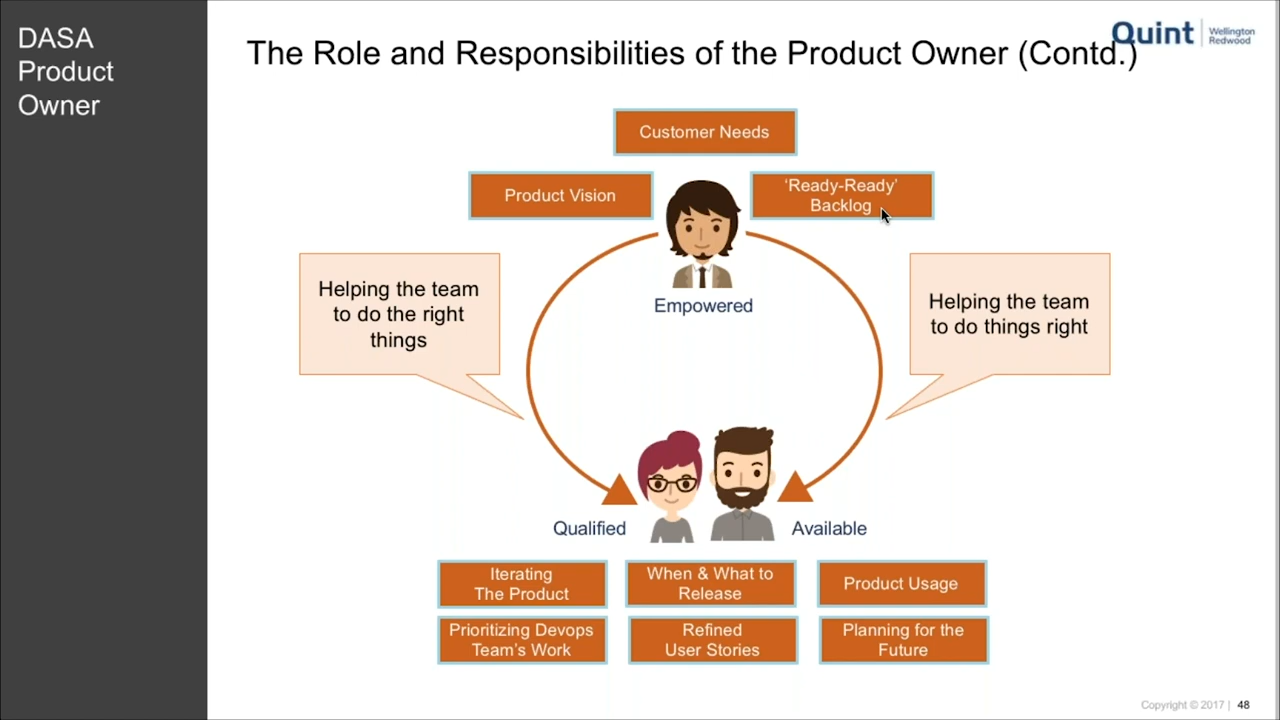 DASA
Product
Owner
The Role and Responsibilities of the Product Owner (Contd.)
Quint
Wellington
Redwood
Customer Needs
Product Vision
‘Ready-Ready’
Backlog
Helping the team
to do the right
things
Empowered
Helping the team
to do things right
Qualified
Available
Iterating
The Product
When & What to
Release
Product Usage
Prioritizing Devops
Team’s Work
Refined
User Stories
Planning for the
Future
Copyright © 2017 | 48